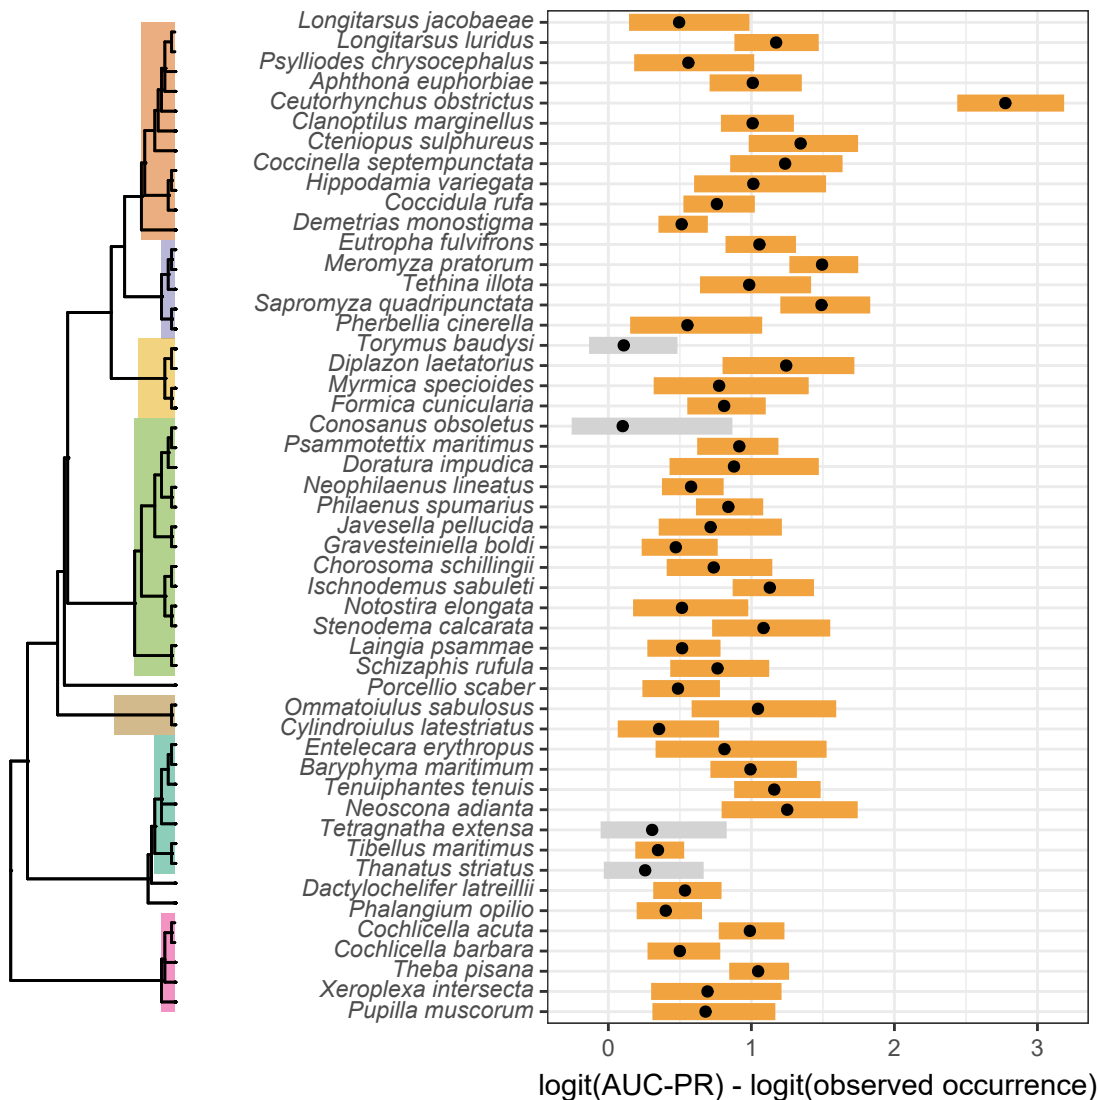 Longitarsus jacobaeae
Longitarsus luridus
Psylliodes chrysocephalus
Aphthona euphorbiae
Ceutorhynchus obstrictus
Clanoptilus marginellus
Cteniopus sulphureus
Coccinella septempunctata
Hippodamia variegata
Coccidula rufa
Demetrias monostigma
Eutropha fulvifrons
Meromyza pratorum
Tethina illota
Sapromyza quadripunctata
Pherbellia cinerella
Torymus baudysi
Diplazon laetatorius
Myrmica specioides
Formica cunicularia
Conosanus obsoletus
Psammotettix maritimus
Doratura impudica
Neophilaenus lineatus
Philaenus spumarius
Javesella pellucida
Gravesteiniella boldi
Chorosoma schillingii
Ischnodemus sabuleti
Notostira elongata
Stenodema calcarata
Laingia psammae
Schizaphis rufula
Porcellio scaber
Ommatoiulus sabulosus
Cylindroiulus latestriatus
Entelecara erythropus
Baryphyma maritimum
Tenuiphantes tenuis
Neoscona adianta
Tetragnatha extensa
Tibellus maritimus
Thanatus striatus
Dactylochelifer latreillii
Phalangium opilio
Cochlicella acuta
Cochlicella barbara
Theba pisana
Xeroplexa intersecta
Pupilla muscorum
0 1 2 3
logit(AUC-PR) - logit(observed occurrence)